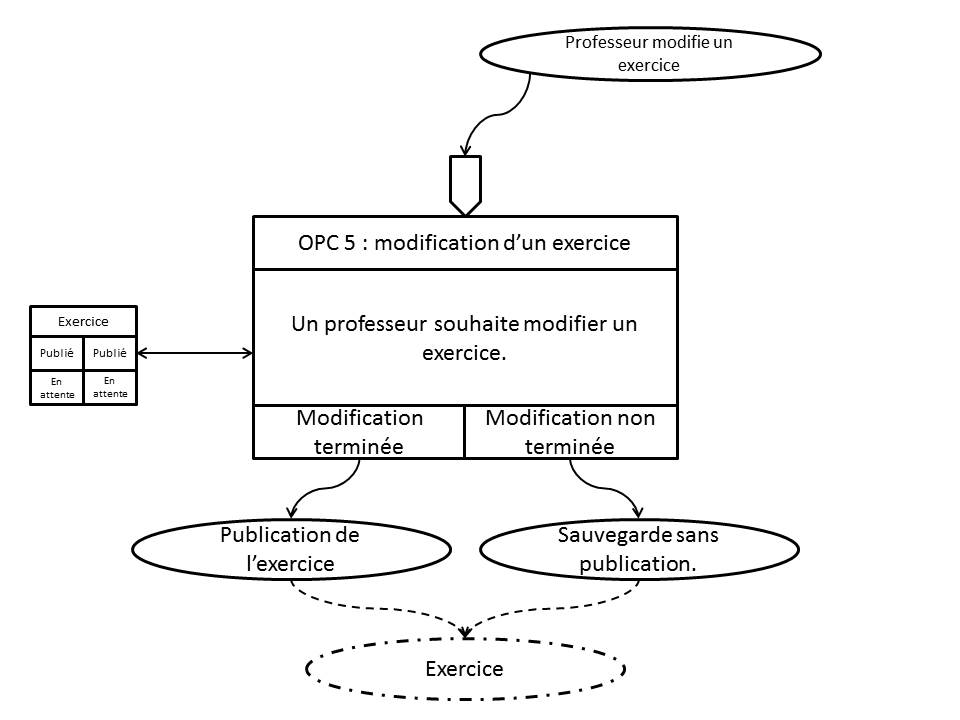 Professeur modifie un
exercice
OPC 5 : modification d’un exercice
Un professeur souhaite modifier un
exercice.
Exercice
Publié
Publié
En
attente
En
attente
Modification
terminée
Modification non
terminée
Publication de
l’exercice
Sauvegarde sans
publication.
Exercice